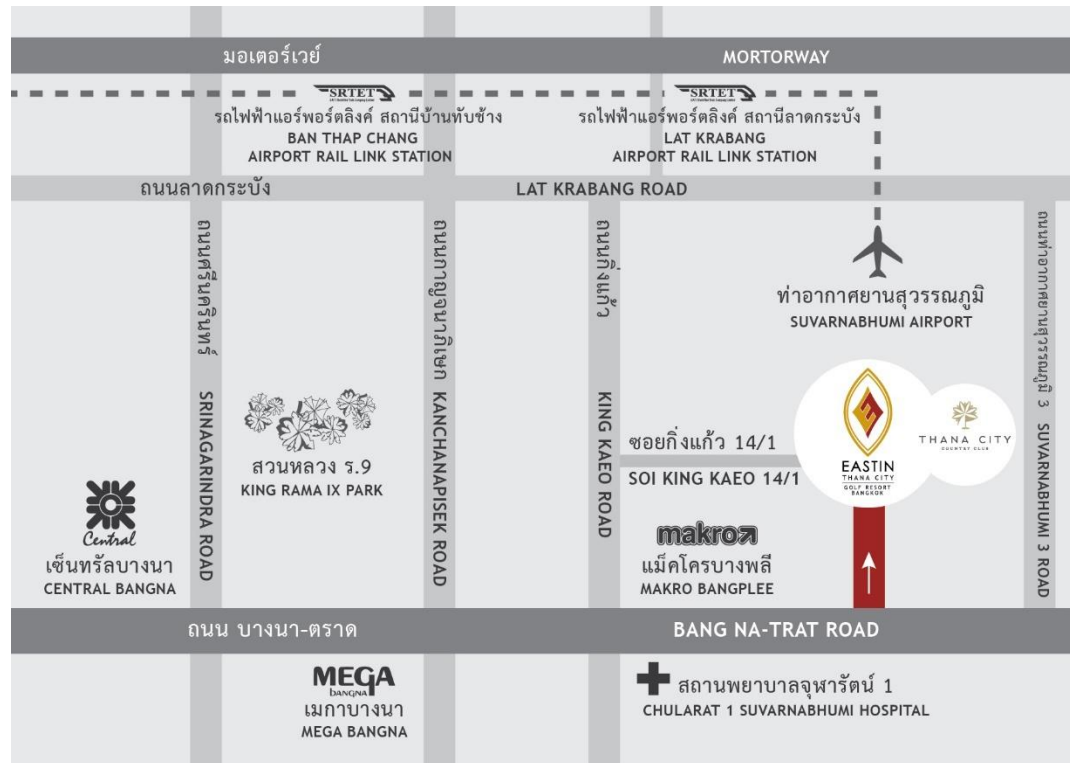 มอเตอร์เวย์
MORTORWAY
SRTET
SRTET
รถไฟฟ้าแอร์พอร์ตลิงค์ สถานีบ้านทับช้าง
BAN THAP CHANG
AIRPORT RAIL LINK STATION
รถไฟฟ้าแอร์พอร์ตลิงค์ สถานีลาดกระบัง
LAT KRABANG
AIRPORT RAIL LINK STATION
ถนนลาดกระบัง
LAT KRABANG ROAD
ถนนศรีนครินทร์ SRINAGARINDRA ROAD
ถนนกาญจนาภิเษก KANCHANAPISEK ROAD
ถนนกิ่งแก้ว KING KAEO ROAD
ถนนท่าอากาศยานสุวรรณภูมิ 3 SUVARNABHUMI 3 ROAD
ท่าอากาศยานสุวรรณภูมิ
SUVARNABHUMI AIRPORT
สวนหลวง ร.9
KING RAMA IX PARK
ซอยกิ่งแก้ว 14/1
SOI KING KAEO 14/1
EASTIN
THANA CITY
GOLF RESORT
BANGKOK
THANA CITY
COUNTRY CLUB
Central
เซ็นทรัลบางนา
CENTRAL BANGNA
makro
แม็คโครบางพลี
MAKRO BANGPLEE
ถนน บางนา-ตราด
BANG NA-TRAT ROAD
MEGA
BANGNA
เมกาบางนา
MEGA BANGNA
สถานพยาบาลจุฬารัตน์ 1
CHULARAT 1 SUVARNABHUMI HOSPITAL